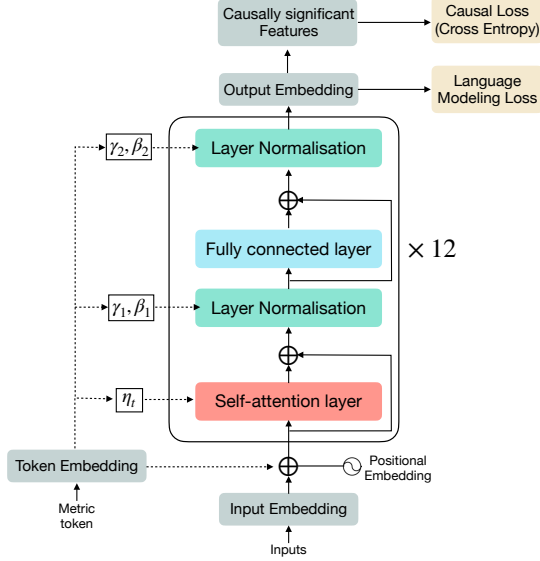 Causally significant
Features
Causal Loss
(Cross Entropy)
Output Embedding
Language
Modeling Loss
γ₂, β₂
Layer Normalisation
Fully connected layer
× 12
γ₁, β₁
Layer Normalisation
ηₜ
Self-attention layer
Token Embedding
Positional
Embedding
Metric
token
Input Embedding
Inputs